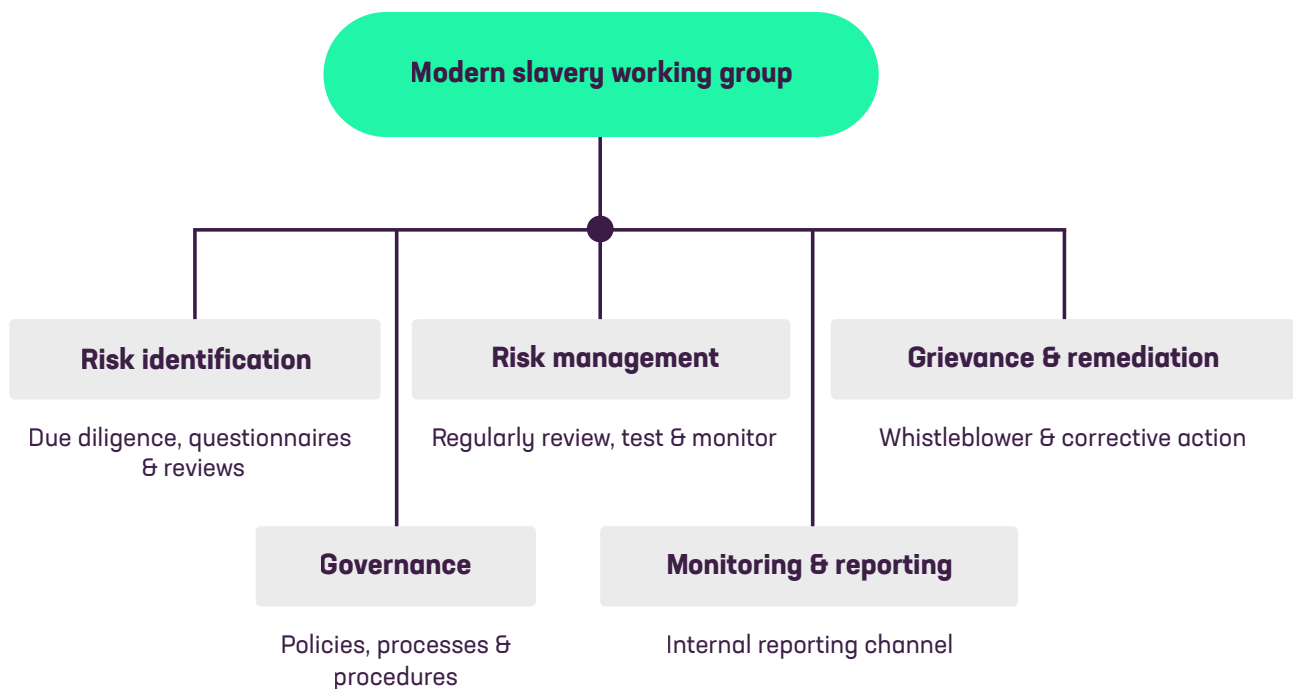 Modern slavery working group
Risk identification
Due diligence, questionnaires
& reviews
Risk management
Regularly review, test & monitor
Grievance & remediation
Whistleblower & corrective action
Governance
Policies, processes &
procedures
Monitoring & reporting
Internal reporting channel